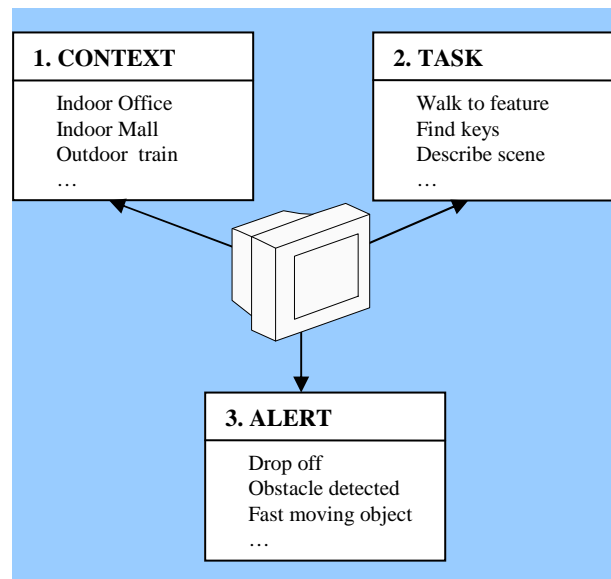 1. CONTEXT
Indoor Office
Indoor Mall
Outdoor train
…
2. TASK
Walk to feature
Find keys
Describe scene
…
3. ALERT
Drop off
Obstacle detected
Fast moving object
…